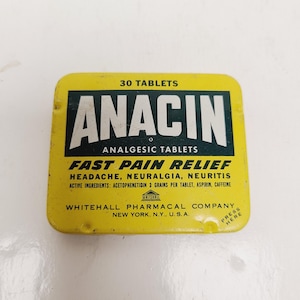 30 TABLETS
ANACIN
ANALGESIC TABLETS
FAST PAIN RELIEF
HEADACHE, NEURALGIA, NEURITIS
ACTIVE INGREDIENTS: ACETOPHENETIDIN 3 GRAINS PER TABLET, ASPIRIN, CAFFEINE
WHITEHALL PHARMACAL COMPANY
NEW YORK, N.Y., U.S.A.
PRESS
HERE